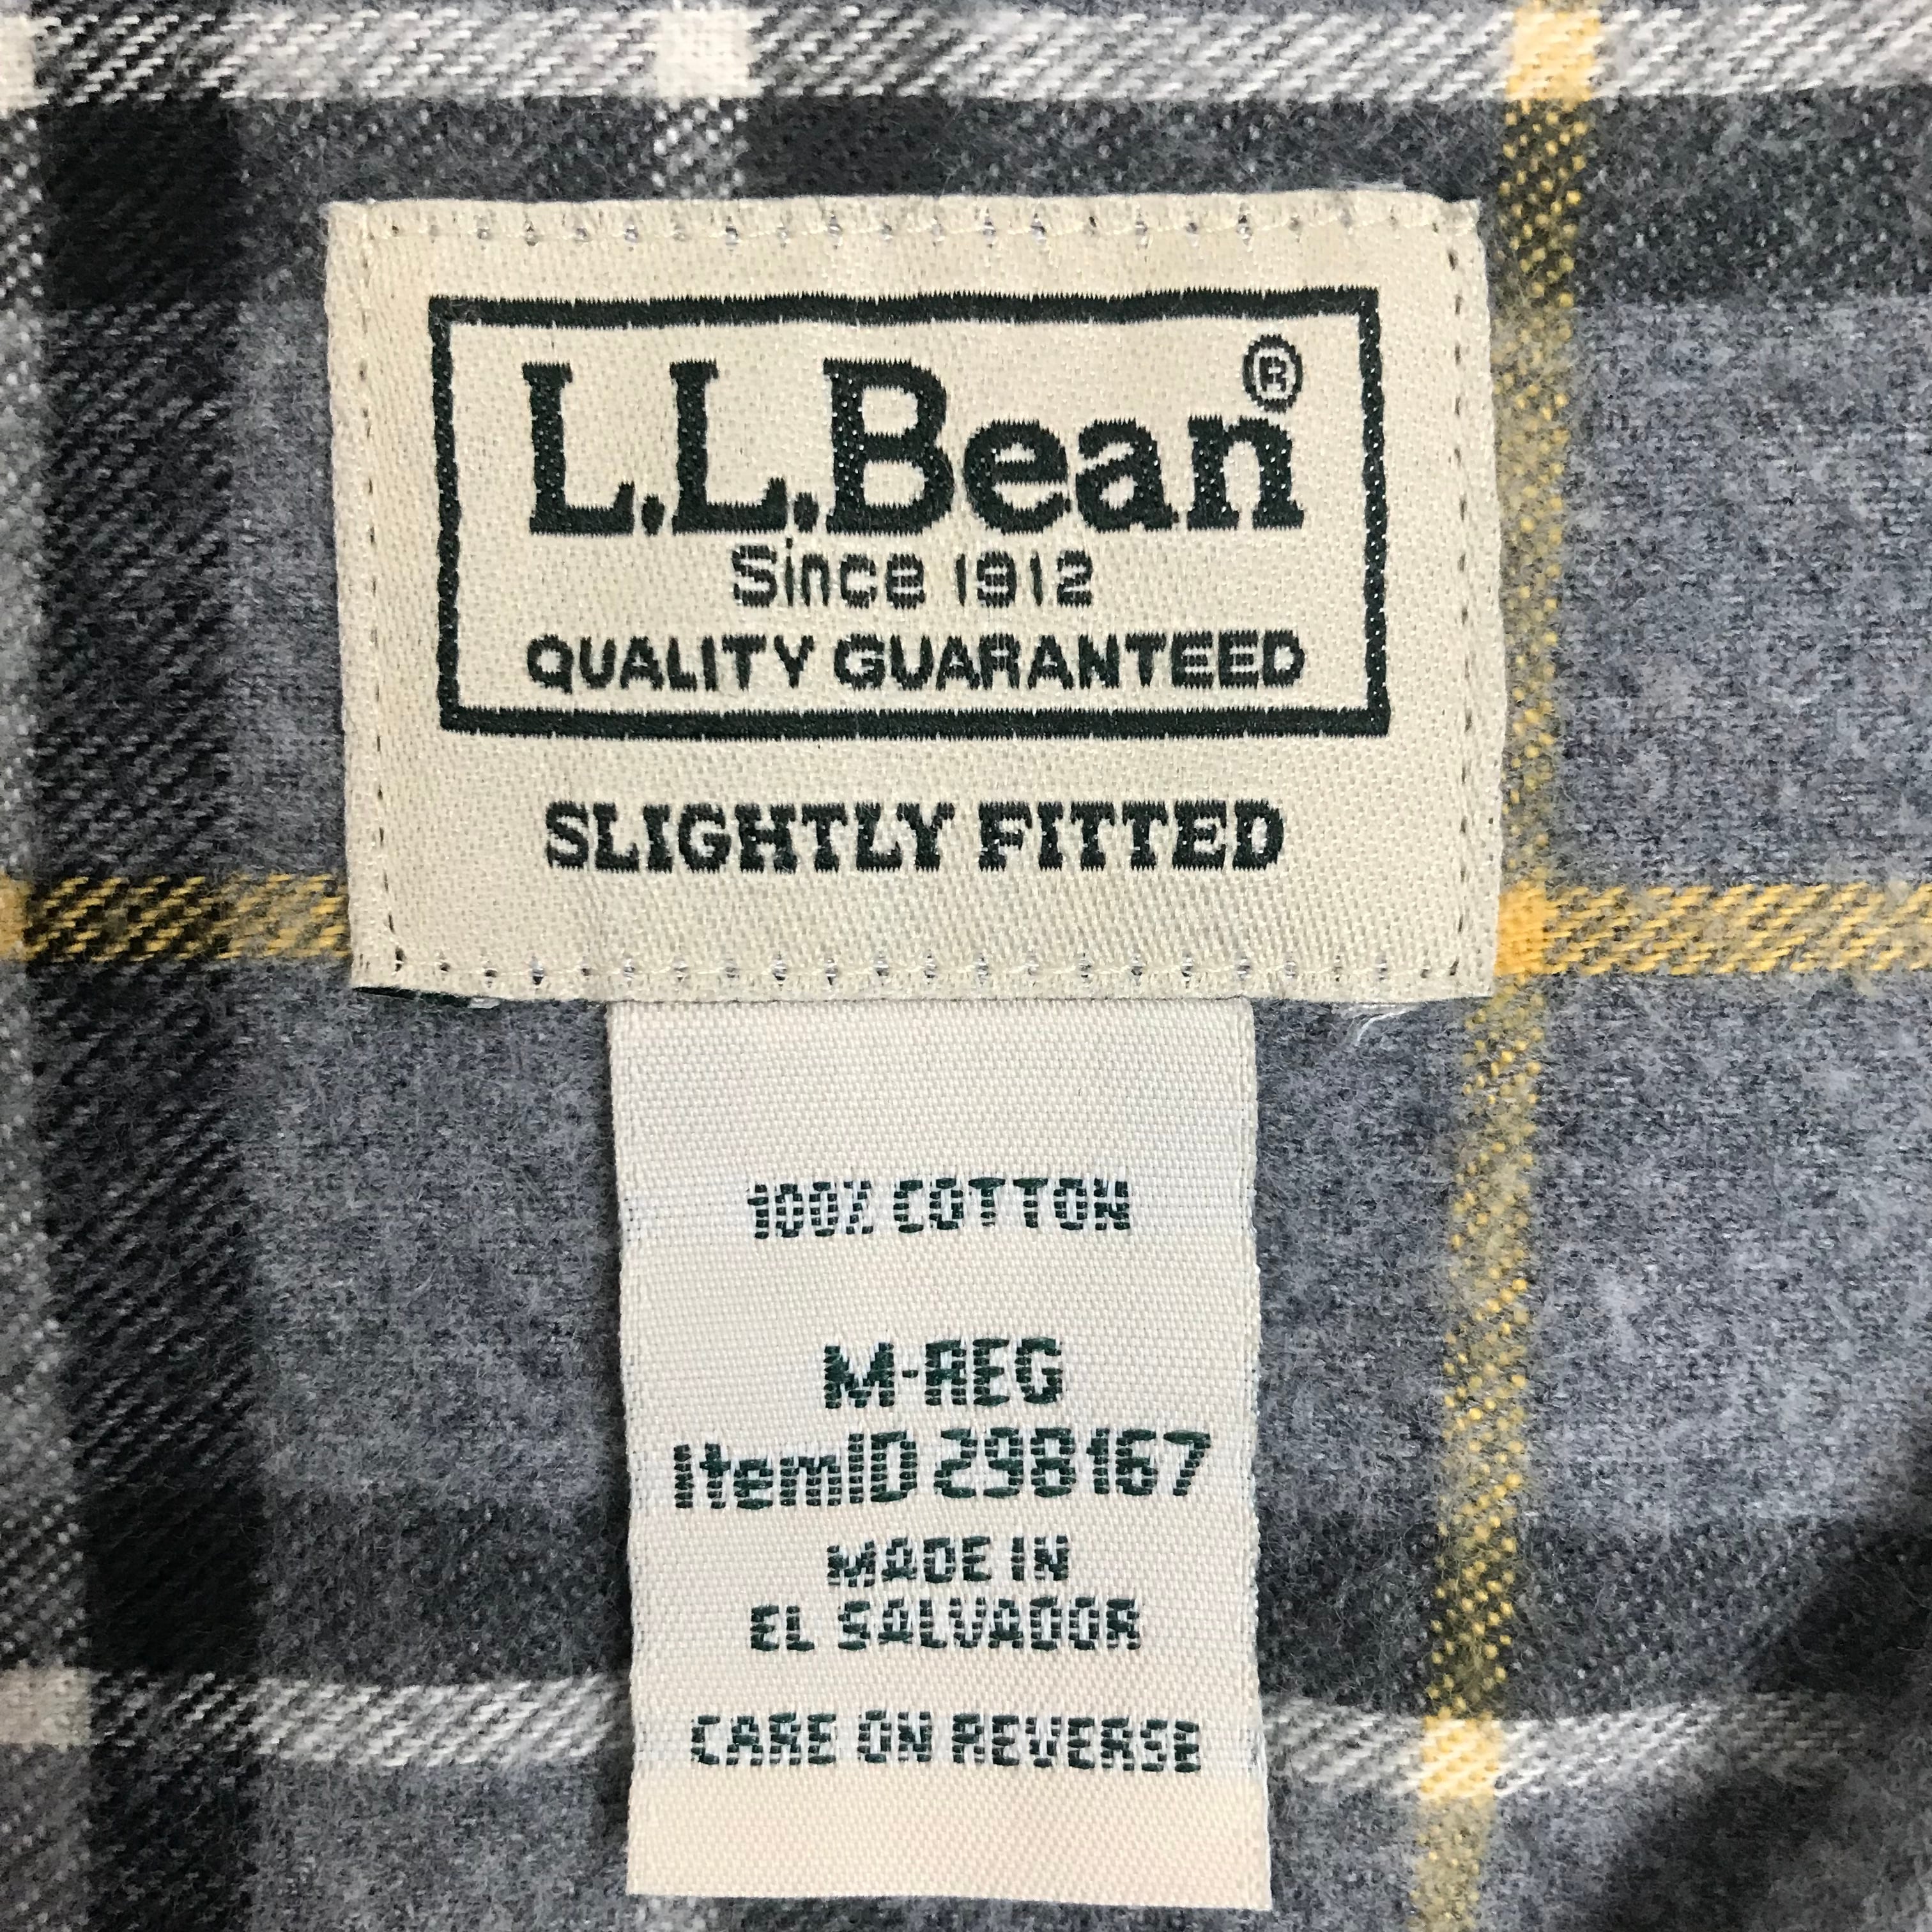 L.L.Bean®
Since 1912
QUALITY GUARANTEED
SLIGHTLY FITTED
100% COTTON
M-REG
ItemID 298167
MADE IN
EL SALVADOR
CARE ON REVERSE